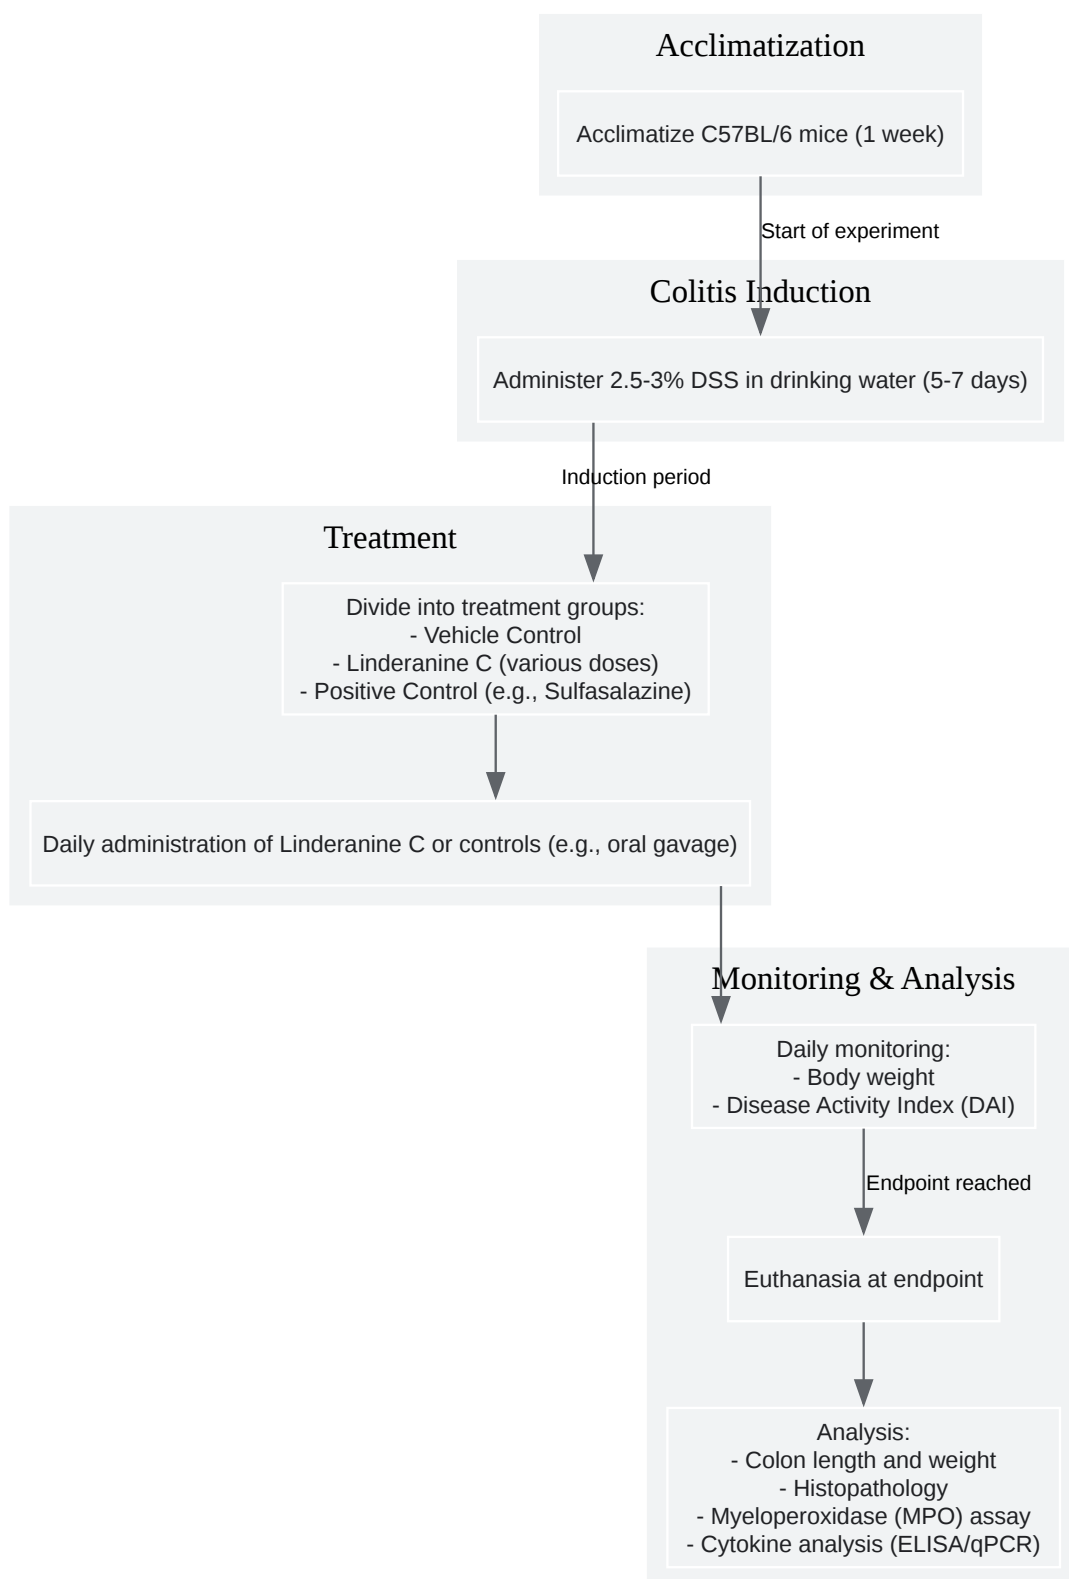 Acclimatization
Acclimatize C57BL/6 mice (1 week)
Start of experiment
Colitis Induction
Administer 2.5-3% DSS in drinking water (5-7 days)
Induction period
Treatment
Divide into treatment groups:
- Vehicle Control
- Linderanine C (various doses)
- Positive Control (e.g., Sulfasalazine)
Daily administration of Linderanine C or controls (e.g., oral gavage)
Monitoring & Analysis
Daily monitoring:
- Body weight
- Disease Activity Index (DAI)
Endpoint reached
Euthanasia at endpoint
Analysis:
- Colon length and weight
- Histopathology
- Myeloperoxidase (MPO) assay
- Cytokine analysis (ELISA/qPCR)